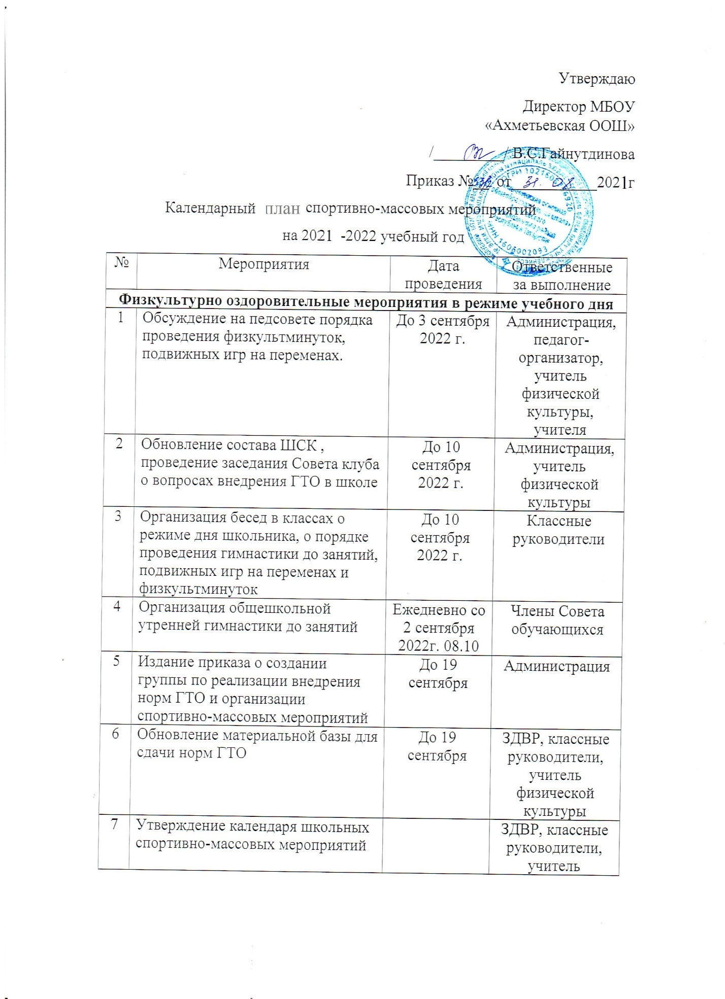 Утверждаю
Директор МБОУ
«Ахметьевская ООШ»
/__________/ В.С.Гайнутдинова
Приказ № от 31. 08 2021г
Календарный план спортивно-массовых мероприятий
на 2021 -2022 учебный год
ИНН 1606002093
№ Мероприятия Дата проведения Ответственные за выполнение
Физкультурно оздоровительные мероприятия в режиме учебного дня
1 Обсуждение на педсовете порядка
проведения физкультминуток,
подвижных игр на переменах.
До 3 сентября
2022 г.
Администрация,
педагог-
организатор,
учитель
физической
культуры,
учителя
2 Обновление состава ШСК ,
проведение заседания Совета клуба
о вопросах внедрения ГТО в школе
До 10
сентября
2022 г.
Администрация,
учитель
физической
культуры
3 Организация бесед в классах о
режиме дня школьника, о порядке
проведения гимнастики до занятий,
подвижных игр на переменах и
физкультминуток
До 10
сентября
2022 г.
Классные
руководители
4 Организация общешкольной
утренней гимнастики до занятий
Ежедневно со
2 сентября
2022г. 08.10
Члены Совета
обучающихся
5 Издание приказа о создании
группы по реализации внедрения
норм ГТО и организации
спортивно-массовых мероприятий
До 19
сентября
Администрация
6 Обновление материальной базы для
сдачи норм ГТО
До 19
сентября
ЗДВР, классные
руководители,
учитель
физической
культуры
7 Утверждение календаря школьных
спортивно-массовых мероприятий
ЗДВР, классные
руководители,
учитель